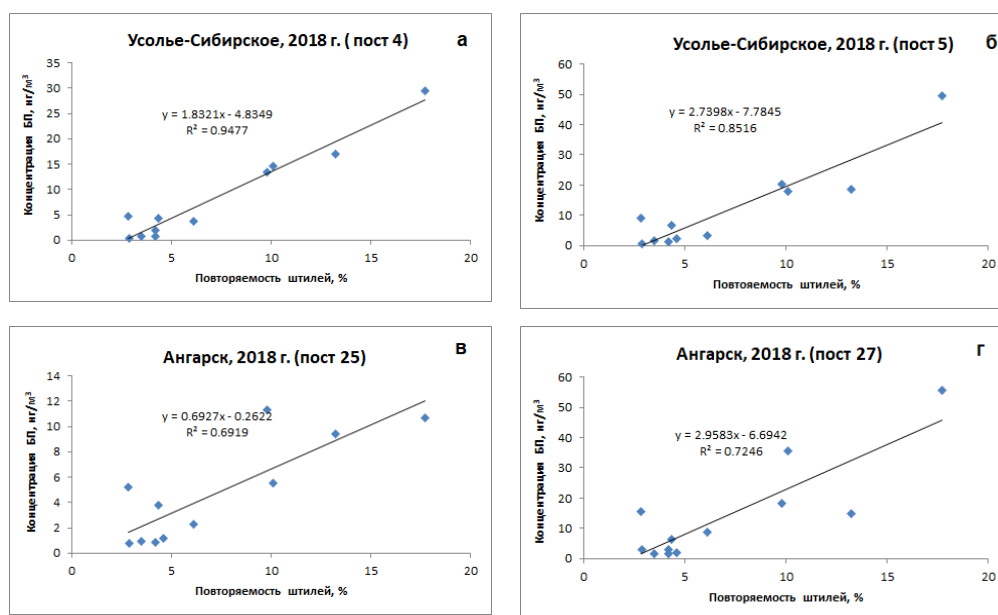 Усолье-Сибирское, 2018 г. ( пост 4)
а
Концентрация БП, нг/м³
35
30
25
20
15
10
5
0
y = 1.8321x - 4.8349
R² = 0.9477
0 5 10 15 20
Повторяемость штилей, %
Усолье-Сибирское, 2018 г. (пост 5)
б
Концентрация БП, нг/м³
60
50
40
30
20
10
0
y = 2.7398x - 7.7845
R² = 0.8516
0 5 10 15 20
Повтояемость штилей, %
Ангарск, 2018 г. (пост 25)
в
Концентрация БП, нг/м³
14
12
10
8
6
4
2
0
y = 0.6927x - 0.2622
R² = 0.6919
0 5 10 15 20
Повторяемость штилей, %
Ангарск, 2018 г. (пост 27)
г
Концентрация БП, нг/м³
60
50
40
30
20
10
0
y = 2.9583x - 6.6942
R² = 0.7246
0 5 10 15 20
Повторяемость штилей, %